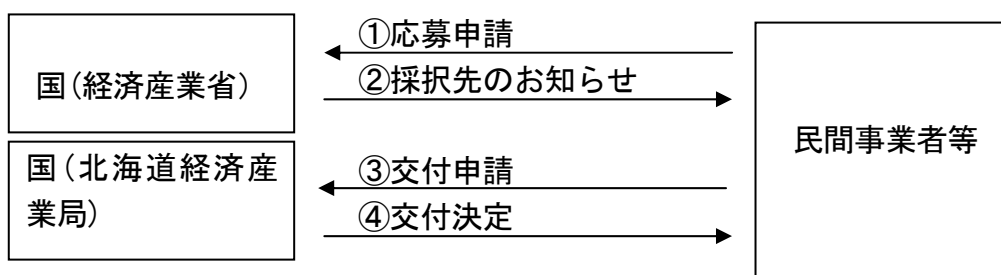 ①応募申請
国（経済産業省）
②採択先のお知らせ
民間事業者等
国（北海道経済産
業局）
③交付申請
④交付決定